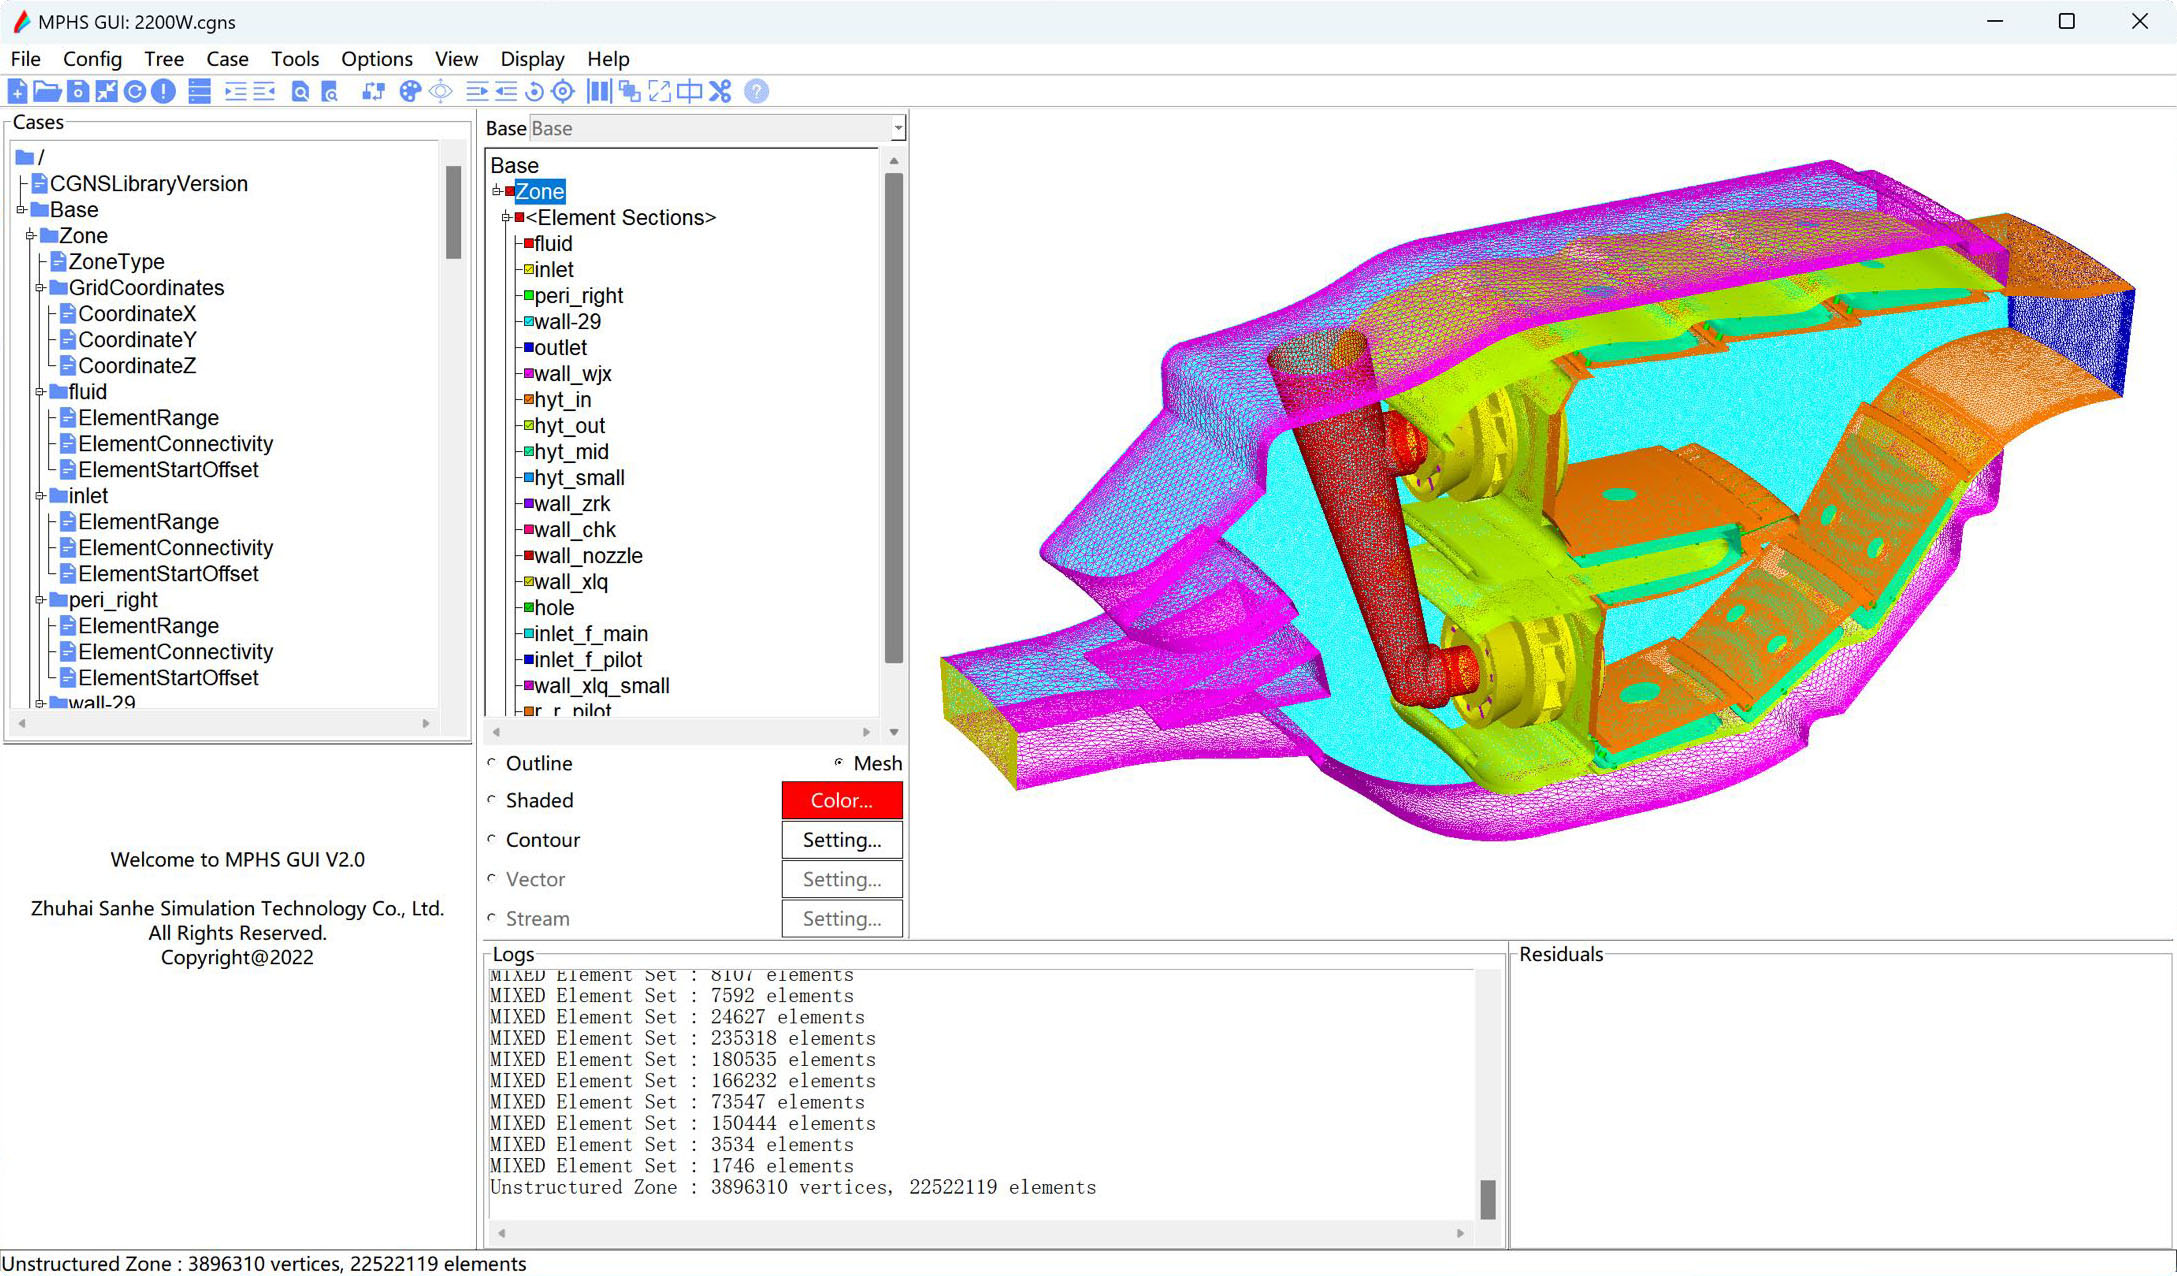 MPHS GUI: 2200W.cgns
File Config Tree Case Tools Options View Display Help
Cases
/
CGNSLibraryVersion
Base
Zone
ZoneType
GridCoordinates
CoordinateX
CoordinateY
CoordinateZ
fluid
ElementRange
ElementConnectivity
ElementStartOffset
inlet
ElementRange
ElementConnectivity
ElementStartOffset
peri_right
ElementRange
ElementConnectivity
ElementStartOffset
wall-29
Welcome to MPHS GUI V2.0
Zhuhai Sanhe Simulation Technology Co., Ltd.
All Rights Reserved.
Copyright@2022
Base Base
Base
Zone
<Element Sections>
fluid
inlet
peri_right
wall-29
outlet
wall_wjx
hyt_in
hyt_out
hyt_mid
hyt_small
wall_zrk
wall_chk
wall_nozzle
wall_xlq
hole
inlet_f_main
inlet_f_pilot
wall_xlq_small
r_r_pilot
Outline Mesh
Shaded Color...
Contour Setting...
Vector Setting...
Stream Setting...
Logs
MIXED Element Set : 8107 elements
MIXED Element Set : 7592 elements
MIXED Element Set : 24627 elements
MIXED Element Set : 235318 elements
MIXED Element Set : 180535 elements
MIXED Element Set : 166232 elements
MIXED Element Set : 73547 elements
MIXED Element Set : 150444 elements
MIXED Element Set : 3534 elements
MIXED Element Set : 1746 elements
Unstructured Zone : 3896310 vertices, 22522119 elements
Residuals
Unstructured Zone : 3896310 vertices, 22522119 elements